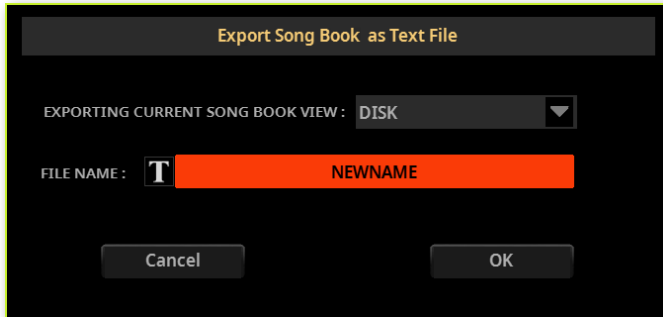 Export Song Book as Text File
EXPORTING CURRENT SONG BOOK VIEW : DISK
FILE NAME : T NEWNAME
Cancel OK